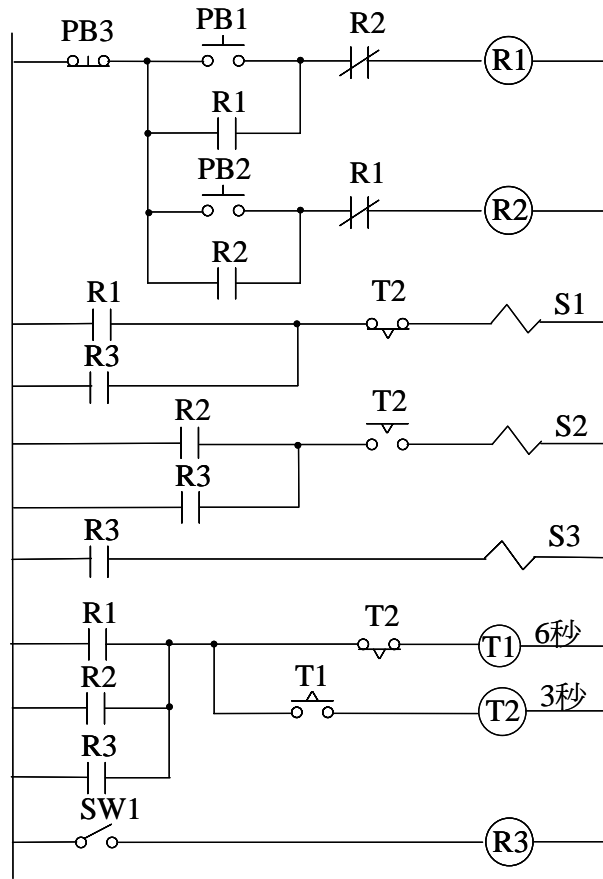 PB3 PB1 R2
R1
R1
PB2 R1
R2
R2
R1 T2 S1
R3
R2 T2 S2
R3
R3 S3
R1 T2 T1 6秒
R2 T1 T2 3秒
R3
SW1
R3